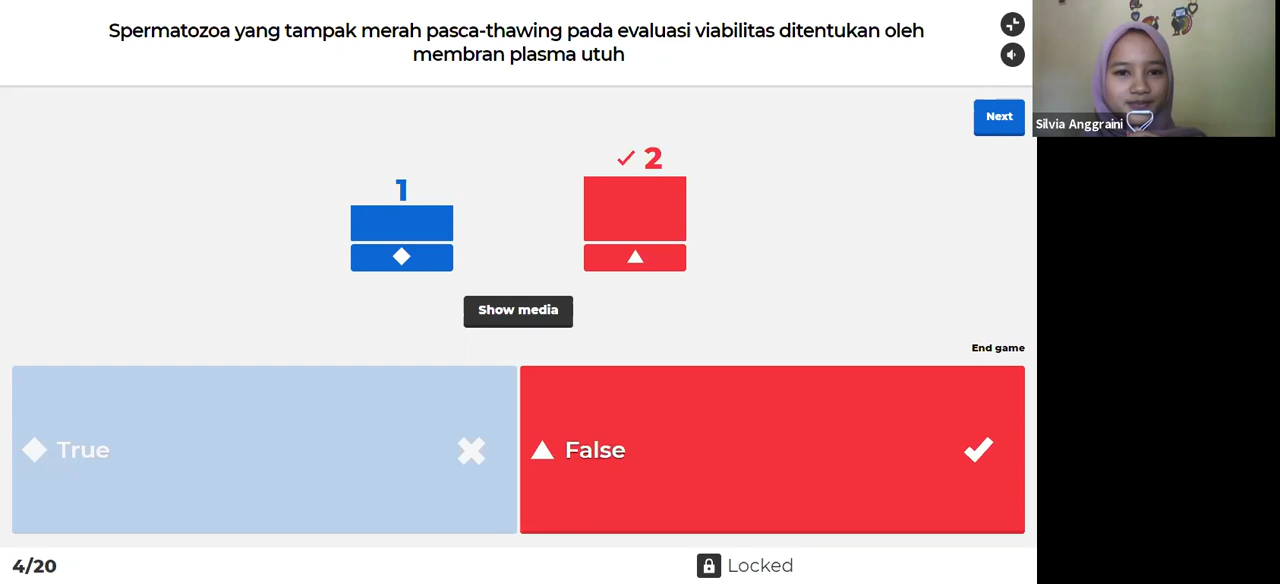 Spermatozoa yang tampak merah pasca-thawing pada evaluasi viabilitas ditentukan oleh
membran plasma utuh
Next
Silvia Anggraini
1
2
Show media
End game
True
False
4/20
Locked